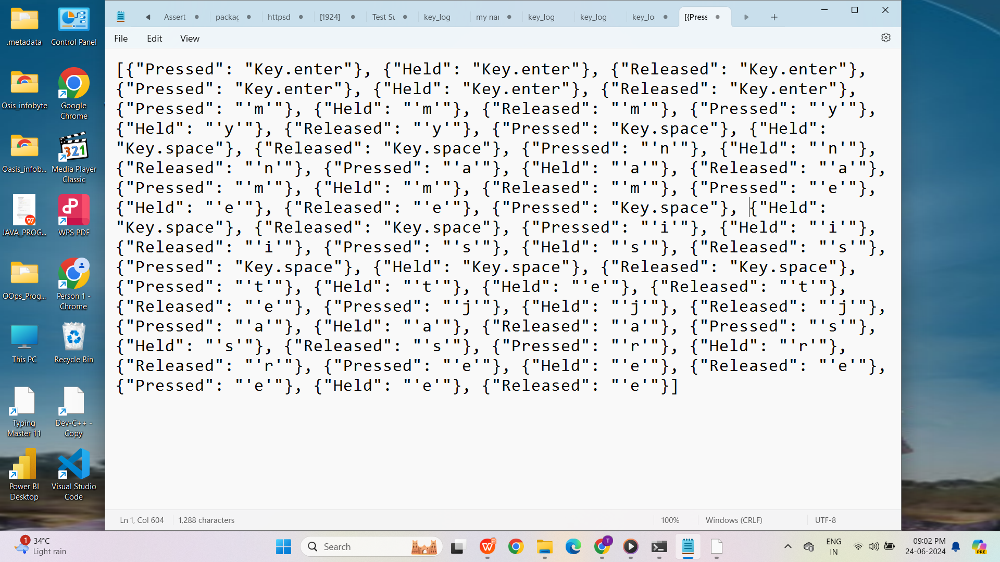 .metadata
Control Panel
Osis_infobyte
Google
Chrome
Oasis_infob...
321
Media Player
Classic
JAVA_PROG...
WPS PDF
OOps_Prog...
Person 1 -
Chrome
This PC
Recycle Bin
Typing
Master 11
Dev-C++ -
Copy
Power BI
Desktop
Visual Studio
Code
Assert
packag
httpsd
[1924]
Test Su
key_log
my nar
key_log
key_log
key_log
[{Press
File Edit View
[{"Pressed": "Key.enter"}, {"Held": "Key.enter"}, {"Released": "Key.enter"},
{"Pressed": "Key.enter"}, {"Held": "Key.enter"}, {"Released": "Key.enter"},
{"Pressed": "'m'"}, {"Held": "'m'"}, {"Released": "'m'"}, {"Pressed": "'y'"},
{"Held": "'y'"}, {"Released": "'y'"}, {"Pressed": "Key.space"}, {"Held":
"Key.space"}, {"Released": "Key.space"}, {"Pressed": "'n'"}, {"Held": "'n'"},
{"Released": "'n'"}, {"Pressed": "'a'"}, {"Held": "'a'"}, {"Released": "'a'"},
{"Pressed": "'m'"}, {"Held": "'m'"}, {"Released": "'m'"}, {"Pressed": "'e'"},
{"Held": "'e'"}, {"Released": "'e'"}, {"Pressed": "Key.space"}, {"Held":
"Key.space"}, {"Released": "Key.space"}, {"Pressed": "'i'"}, {"Held": "'i'"},
{"Released": "'i'"}, {"Pressed": "'s'"}, {"Held": "'s'"}, {"Released": "'s'"},
{"Pressed": "Key.space"}, {"Held": "Key.space"}, {"Released": "Key.space"},
{"Pressed": "'t'"}, {"Held": "'t'"}, {"Held": "'e'"}, {"Released": "'t'"},
{"Released": "'e'"}, {"Pressed": "'j'"}, {"Held": "'j'"}, {"Released": "'j'"},
{"Pressed": "'a'"}, {"Held": "'a'"}, {"Released": "'a'"}, {"Pressed": "'s'"},
{"Held": "'s'"}, {"Released": "'s'"}, {"Pressed": "'r'"}, {"Held": "'r'"},
{"Released": "'r'"}, {"Pressed": "'e'"}, {"Held": "'e'"}, {"Released": "'e'"},
{"Pressed": "'e'"}, {"Held": "'e'"}, {"Released": "'e'"}]
Ln 1, Col 604 1,288 characters 100% Windows (CRLF) UTF-8
1
34°C
Light rain
Search
T
ENG
IN
09:02 PM
24-06-2024
PRE